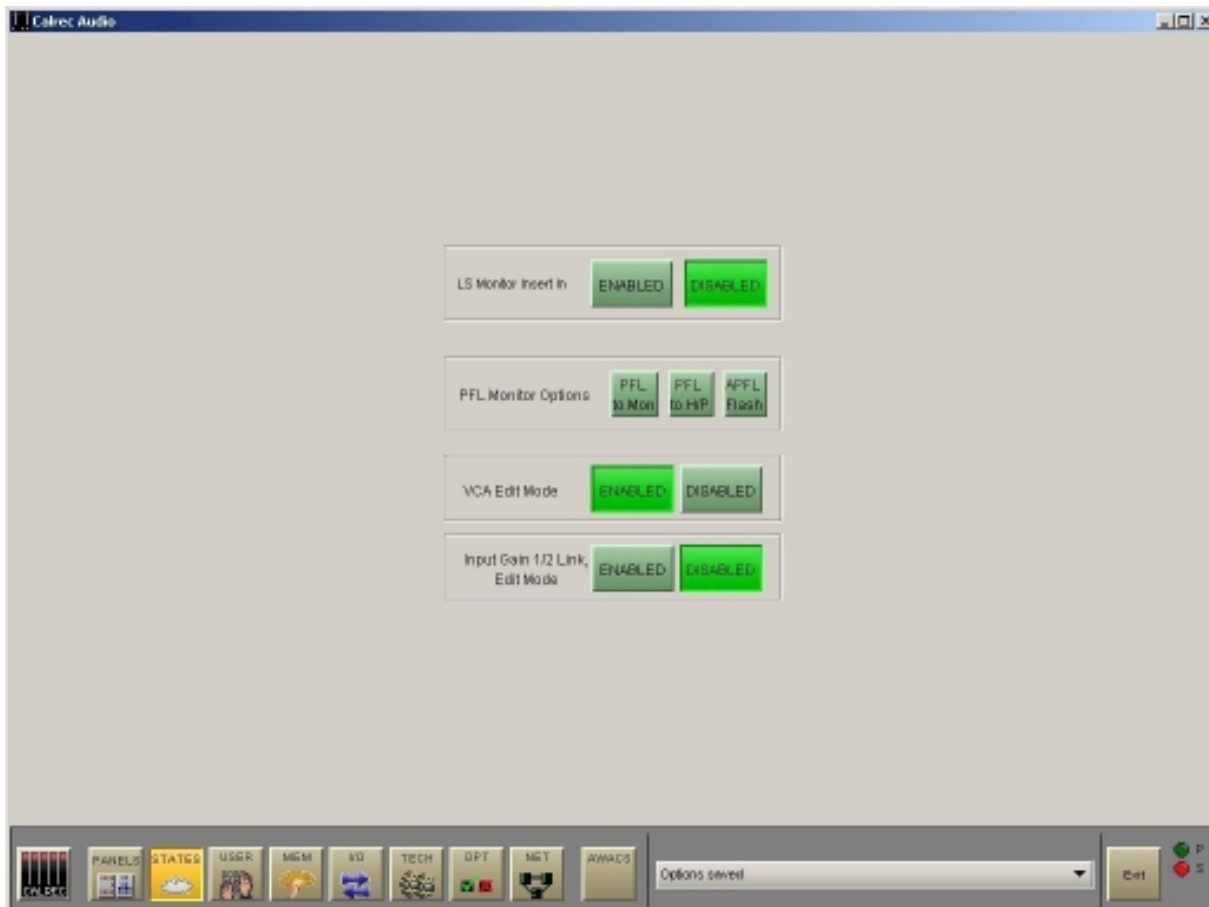 Calrec Audio
LS Monitor Insert In
ENABLED
DISABLED
PFL Monitor Options
PFL
to Mon
PFL
to H/P
APFL
Flash
VCA Edit Mode
ENABLED
DISABLED
Input Gain 1/2 Link,
Edit Mode
ENABLED
DISABLED
CALREC
PANELS
STATES
USER
MEM
I/O
TECH
OPT
NET
AWACS
Options saved
Exit
P
S